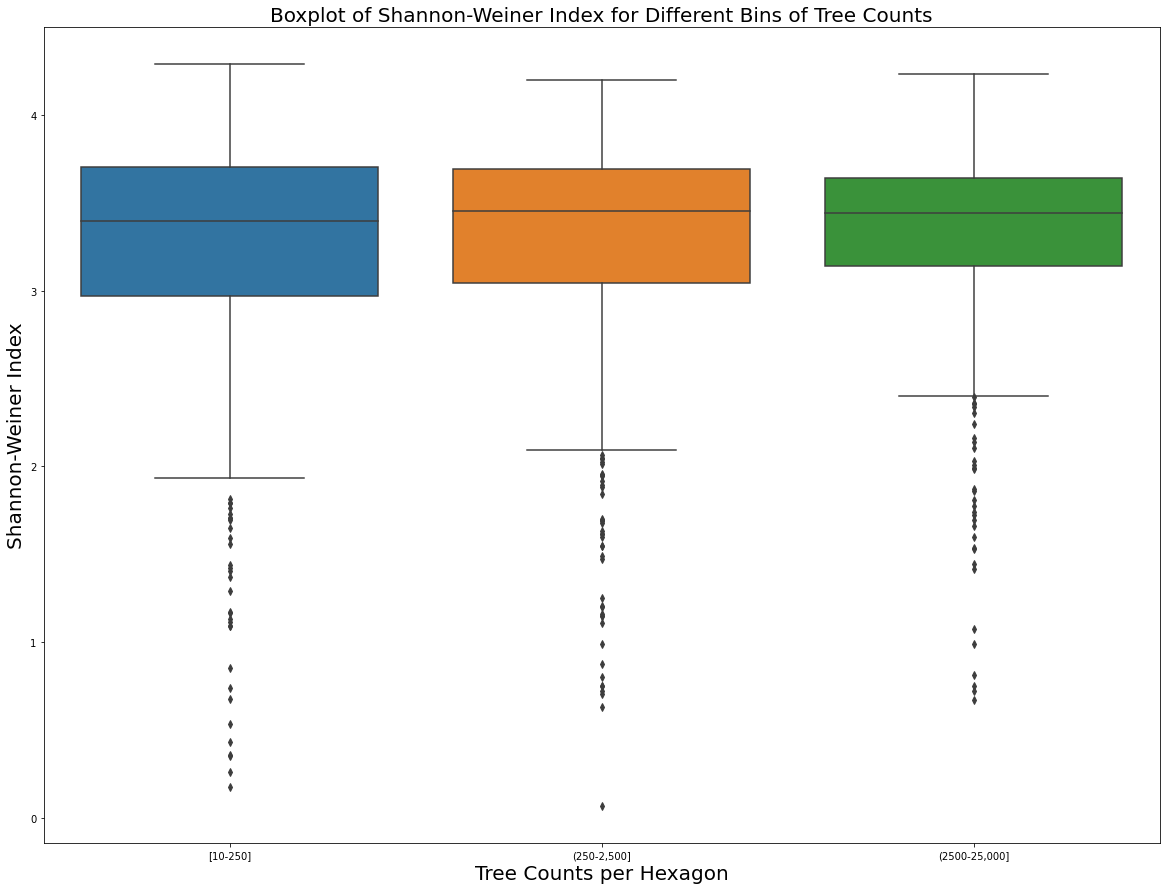 Boxplot of Shannon-Weiner Index for Different Bins of Tree Counts
Shannon-Weiner Index
4
3
2
1
0
[10-250]
(250-2,500]
(2500-25,000]
Tree Counts per Hexagon